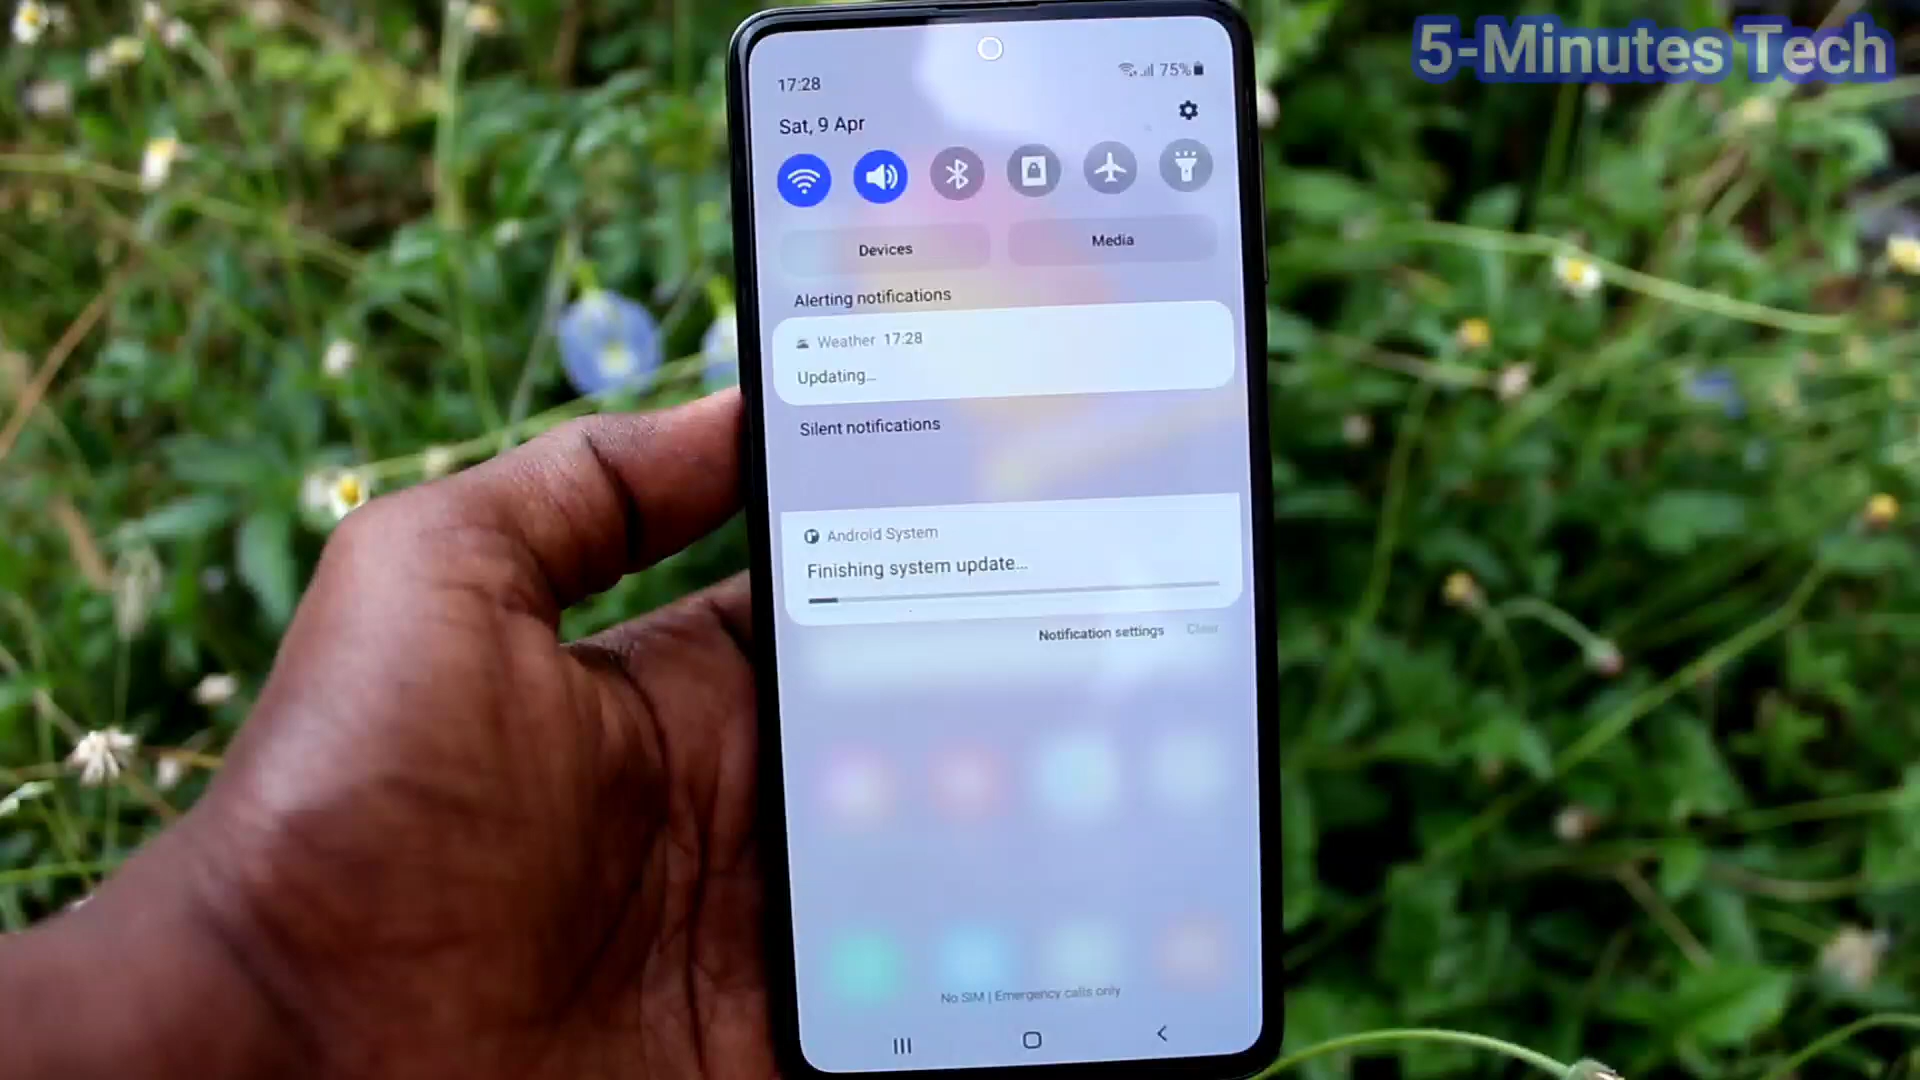 5-Minutes Tech
17:28
75%
Sat, 9 Apr
Devices
Media
Alerting notifications
Weather 17:28
Updating...
Silent notifications
Android System
Finishing system update...
Notification settings
Clear
No SIM | Emergency calls only